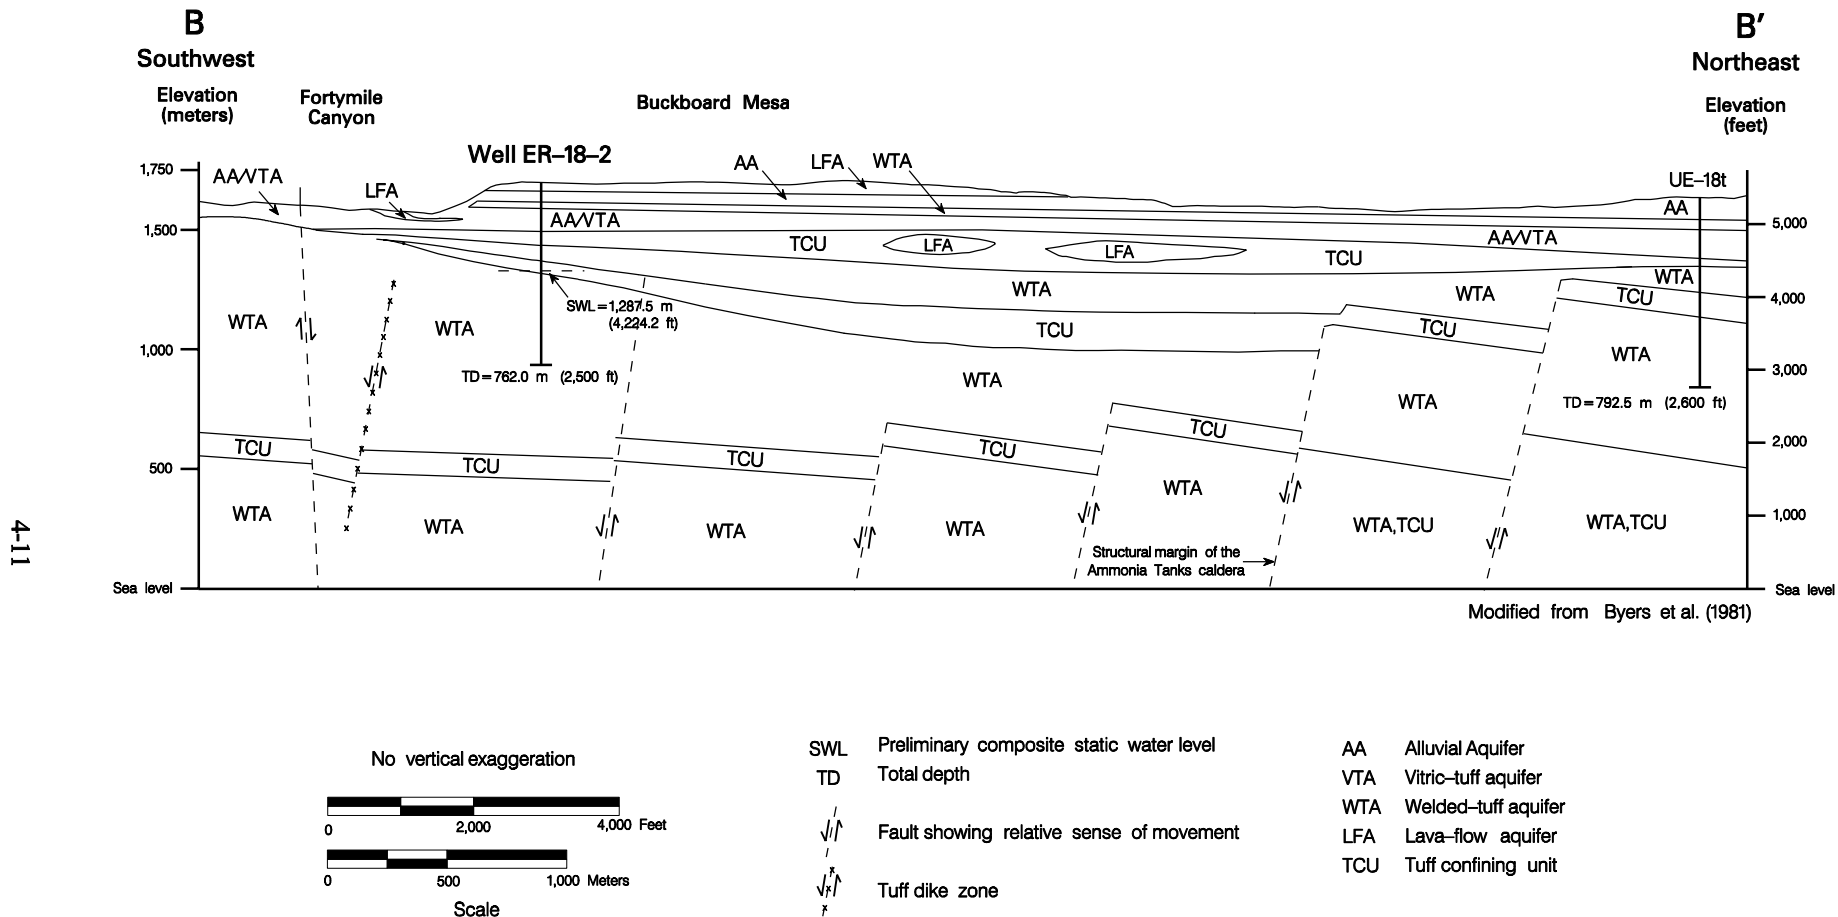 B
B′
Southwest
Northeast
Elevation
(meters)
Fortymile
Canyon
Buckboard Mesa
Elevation
(feet)
Well ER–18–2
1,750
AA/VTA
LFA
AA
LFA
WTA
UE–18t
AA
AA/VTA
1,500
5,000
TCU
LFA
LFA
TCU
AA/VTA
WTA
WTA
WTA
TCU
4,000
SWL=1,287.5 m
(4,224.2 ft)
WTA
WTA
TCU
TCU
1,000
WTA
3,000
TD=762.0 m (2,500 ft)
WTA
WTA
TD=792.5 m (2,600 ft)
TCU
TCU
TCU
TCU
TCU
2,000
500
WTA
WTA
WTA
WTA
WTA
1,000
WTA,TCU
WTA,TCU
4-11
Structural margin of the
Ammonia Tanks caldera
Sea level
Sea level
Modified from Byers et al. (1981)
No vertical exaggeration
0
2,000
4,000 Feet
0
500
1,000 Meters
Scale
SWL Preliminary composite static water level
TD Total depth
Fault showing relative sense of movement
Tuff dike zone
AA Alluvial Aquifer
VTA Vitric–tuff aquifer
WTA Welded–tuff aquifer
LFA Lava–flow aquifer
TCU Tuff confining unit